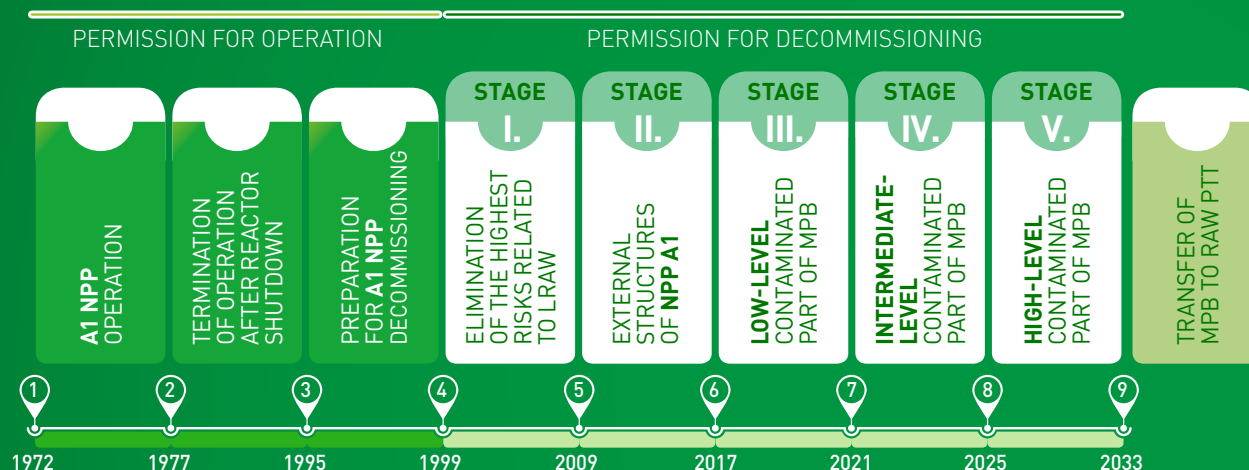 PERMISSION FOR OPERATION
PERMISSION FOR DECOMMISSIONING
A1 NPP
OPERATION
TERMINATION
OF OPERATION
AFTER REACTOR
SHUTDOWN
PREPARATION
FOR A1 NPP
DECOMMISSIONING
STAGE
I.
ELIMINATION
OF THE HIGHEST
RISKS RELATED
TO LRAW
STAGE
II.
EXTERNAL
STRUCTURES
OF NPP A1
STAGE
III.
LOW-LEVEL
CONTAMINATED
PART OF MPB
STAGE
IV.
INTERMEDIATE-
LEVEL
CONTAMINATED
PART OF MPB
STAGE
V.
HIGH-LEVEL
CONTAMINATED
PART OF MPB
TRANSFER OF
MPB TO RAW PTT
1 2 3 4 5 6 7 8 9
1972 1977 1995 1999 2009 2017 2021 2025 2033